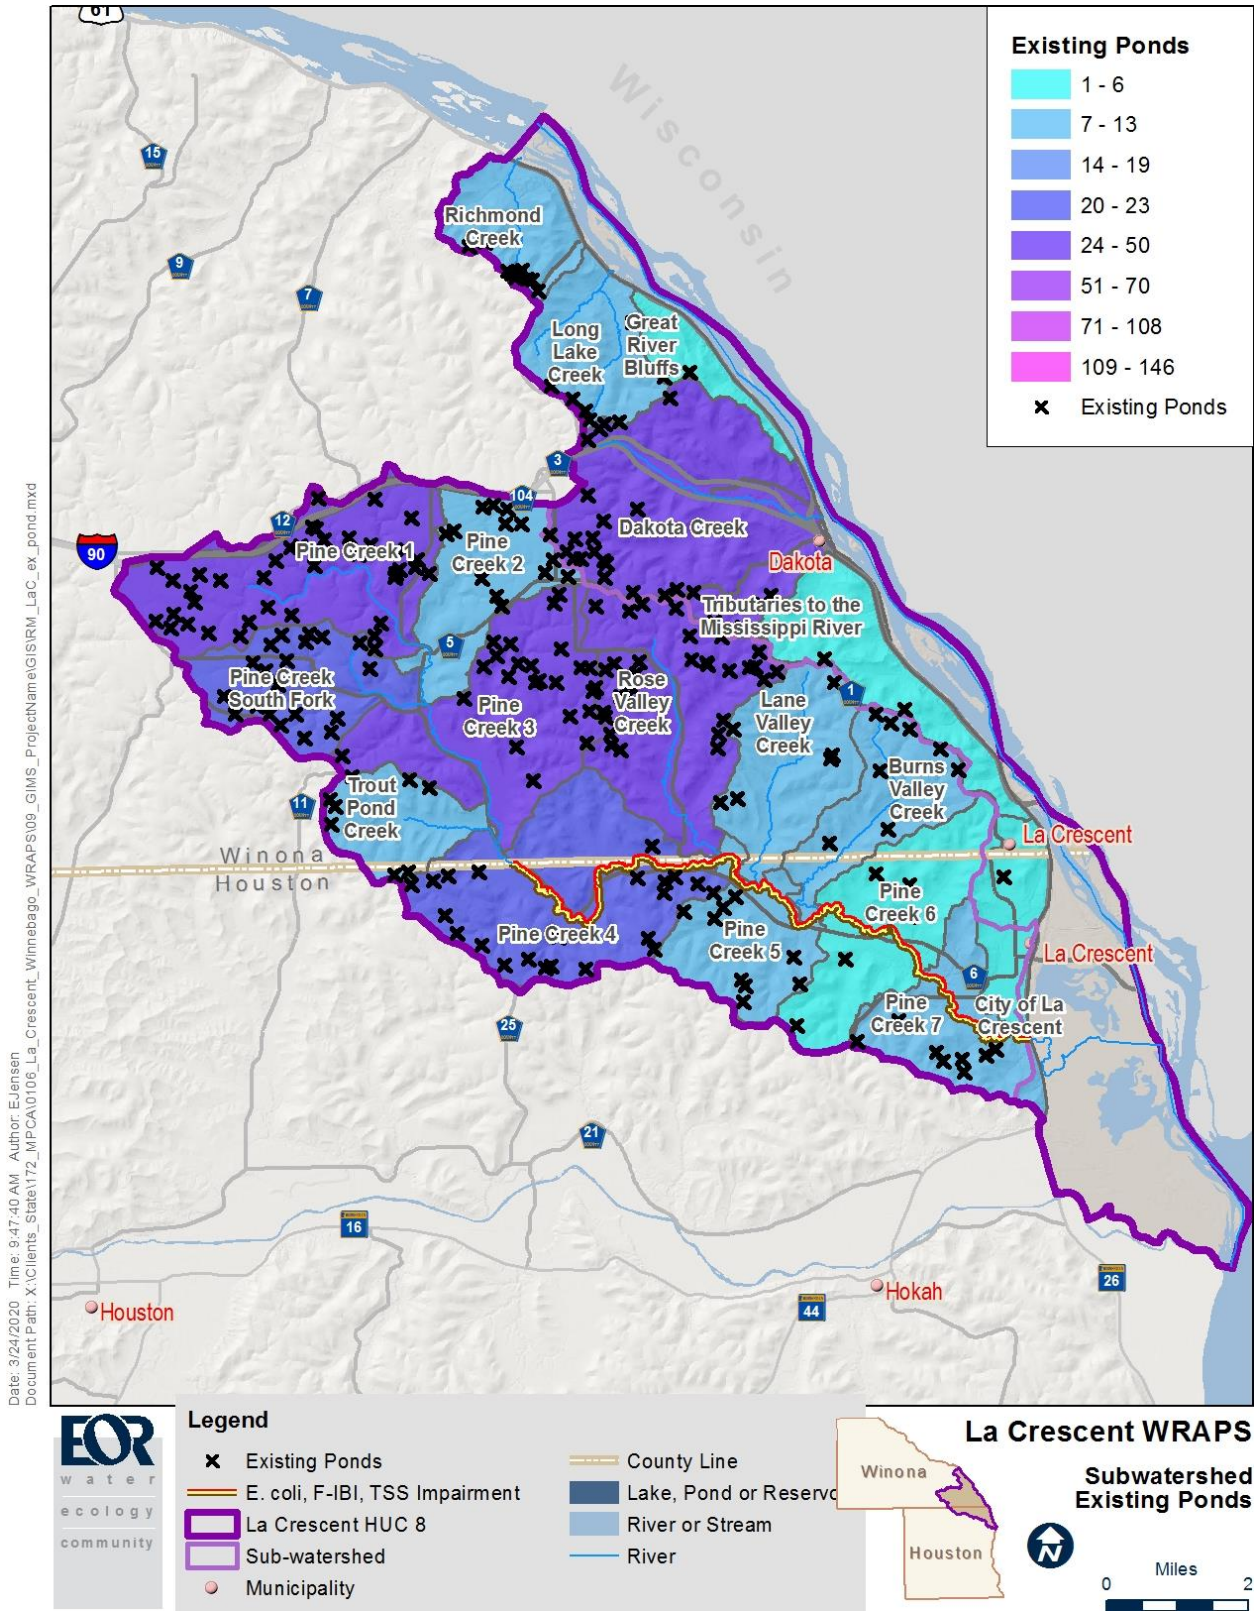 61
Wisconsin
15
9
7
Richmond
Creek
Long
Lake
Creek
Great
River
Bluffs
3
104
12
90
Pine Creek 1
Pine
Creek 2
Dakota Creek
Dakota
Tributaries to the
Mississippi River
5
Pine Creek
South Fork
Pine
Creek 3
Rose
Valley
Creek
Lane
Valley
Creek
1
Burns
Valley
Creek
Trout
Pond
Creek
11
Winona
Houston
La Crescent
Pine
Creek 6
Pine Creek 4
Pine
Creek 5
La Crescent
6
Pine
Creek 7
City of La
Crescent
25
21
16
Houston
Hokah
44
26
Existing Ponds
1 - 6
7 - 13
14 - 19
20 - 23
24 - 50
51 - 70
71 - 108
109 - 146
Existing Ponds
Date: 3/24/2020 Time: 9:47:40 AM Author: EJensen
Document Path: X:\Clients_State\172_MPCA\0106_La_Crescent_Winnebago_WRAPS\09_GIMS_ProjectName\GIS\RM_LaC_ex_pond.mxd
EOR
water
ecology
community
Legend
Existing Ponds
E. coli, F-IBI, TSS Impairment
La Crescent HUC 8
Sub-watershed
Municipality
County Line
Lake, Pond or Reservo
River or Stream
River
Winona
Houston
La Crescent WRAPS
Subwatershed
Existing Ponds
N
Miles
0 2